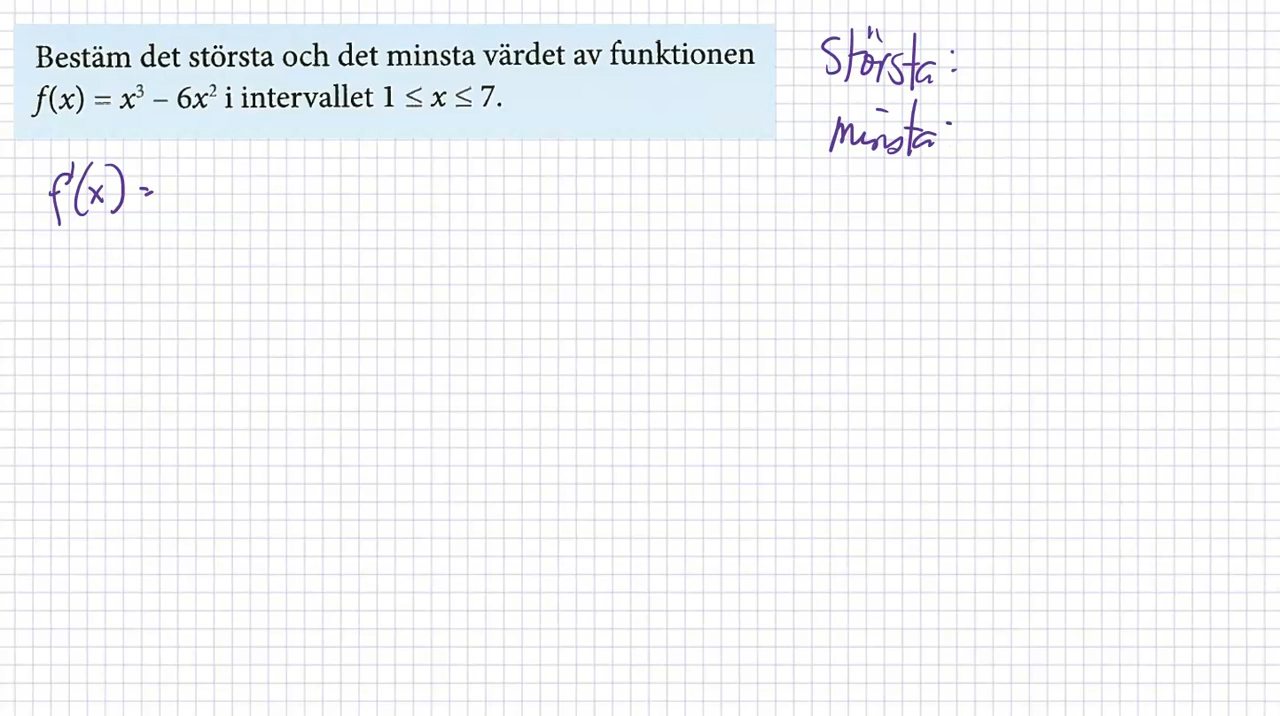 Bestäm det största och det minsta värdet av funktionen
f(x) = x³ – 6x² i intervallet 1 ≤ x ≤ 7.
Största :
minsta :
f'(x) =